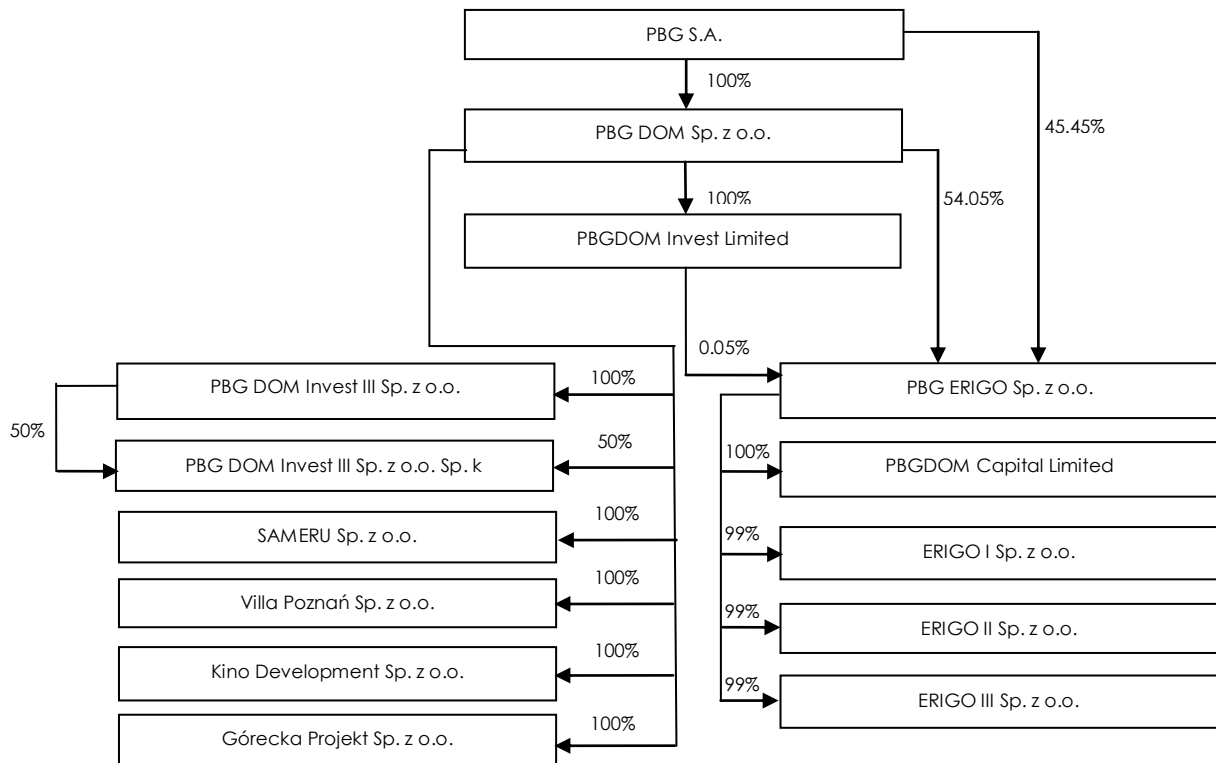 PBG S.A.
100%
PBG DOM Sp. z o.o.
45.45%
100%
54.05%
PBGDOM Invest Limited
0.05%
PBG DOM Invest III Sp. z o.o.
100%
PBG ERIGO Sp. z o.o.
50%
PBG DOM Invest III Sp. z o.o. Sp. k
50%
100%
PBGDOM Capital Limited
SAMERU Sp. z o.o.
100%
99%
ERIGO I Sp. z o.o.
Villa Poznań Sp. z o.o.
100%
99%
ERIGO II Sp. z o.o.
Kino Development Sp. z o.o.
100%
99%
ERIGO III Sp. z o.o.
Górecka Projekt Sp. z o.o.
100%